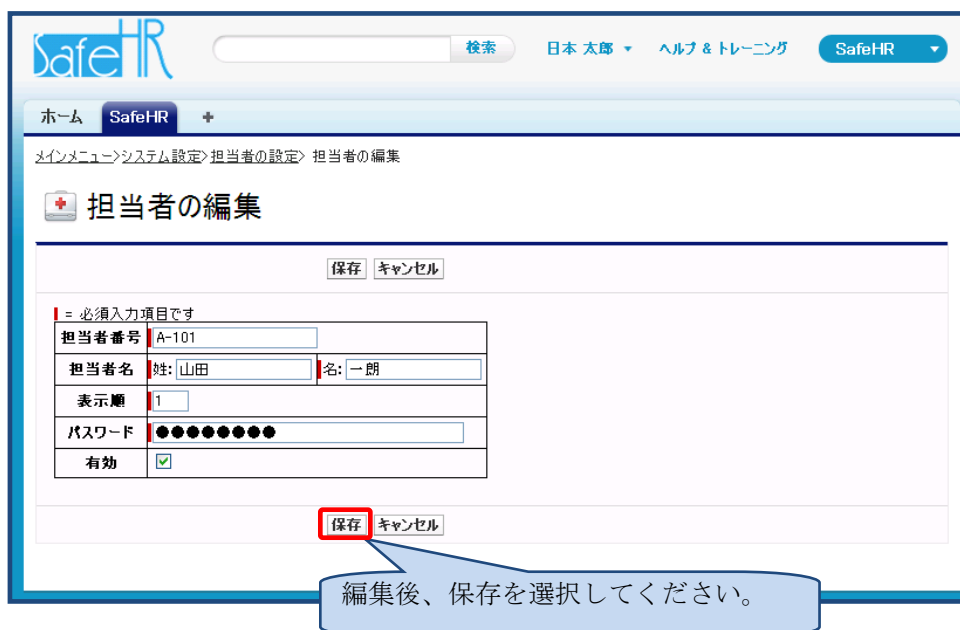 SafeHR
検索 日本 太郎 ヘルプ & トレーニング SafeHR
ホーム SafeHR +
メインメニュー>システム設定>担当者の設定> 担当者の編集
担当者の編集
保存 キャンセル
= 必須入力項目です
担当者番号 A-101
担当者名 姓: 山田 名: 一朗
表示順 1
パスワード ●●●●●●●●
有効
保存 キャンセル
編集後、保存を選択してください。